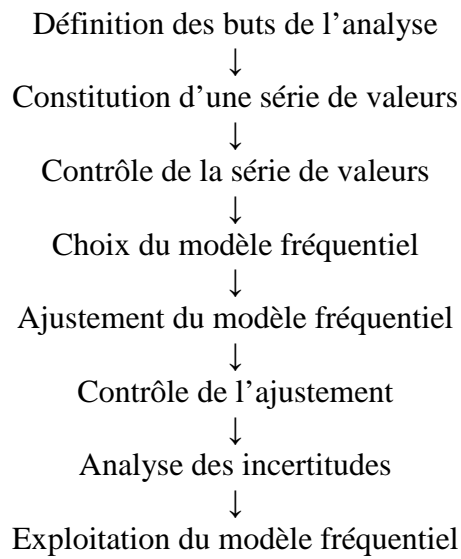 Définition des buts de l’analyse
↓
Constitution d’une série de valeurs
↓
Contrôle de la série de valeurs
↓
Choix du modèle fréquentiel
↓
Ajustement du modèle fréquentiel
↓
Contrôle de l’ajustement
↓
Analyse des incertitudes
↓
Exploitation du modèle fréquentiel